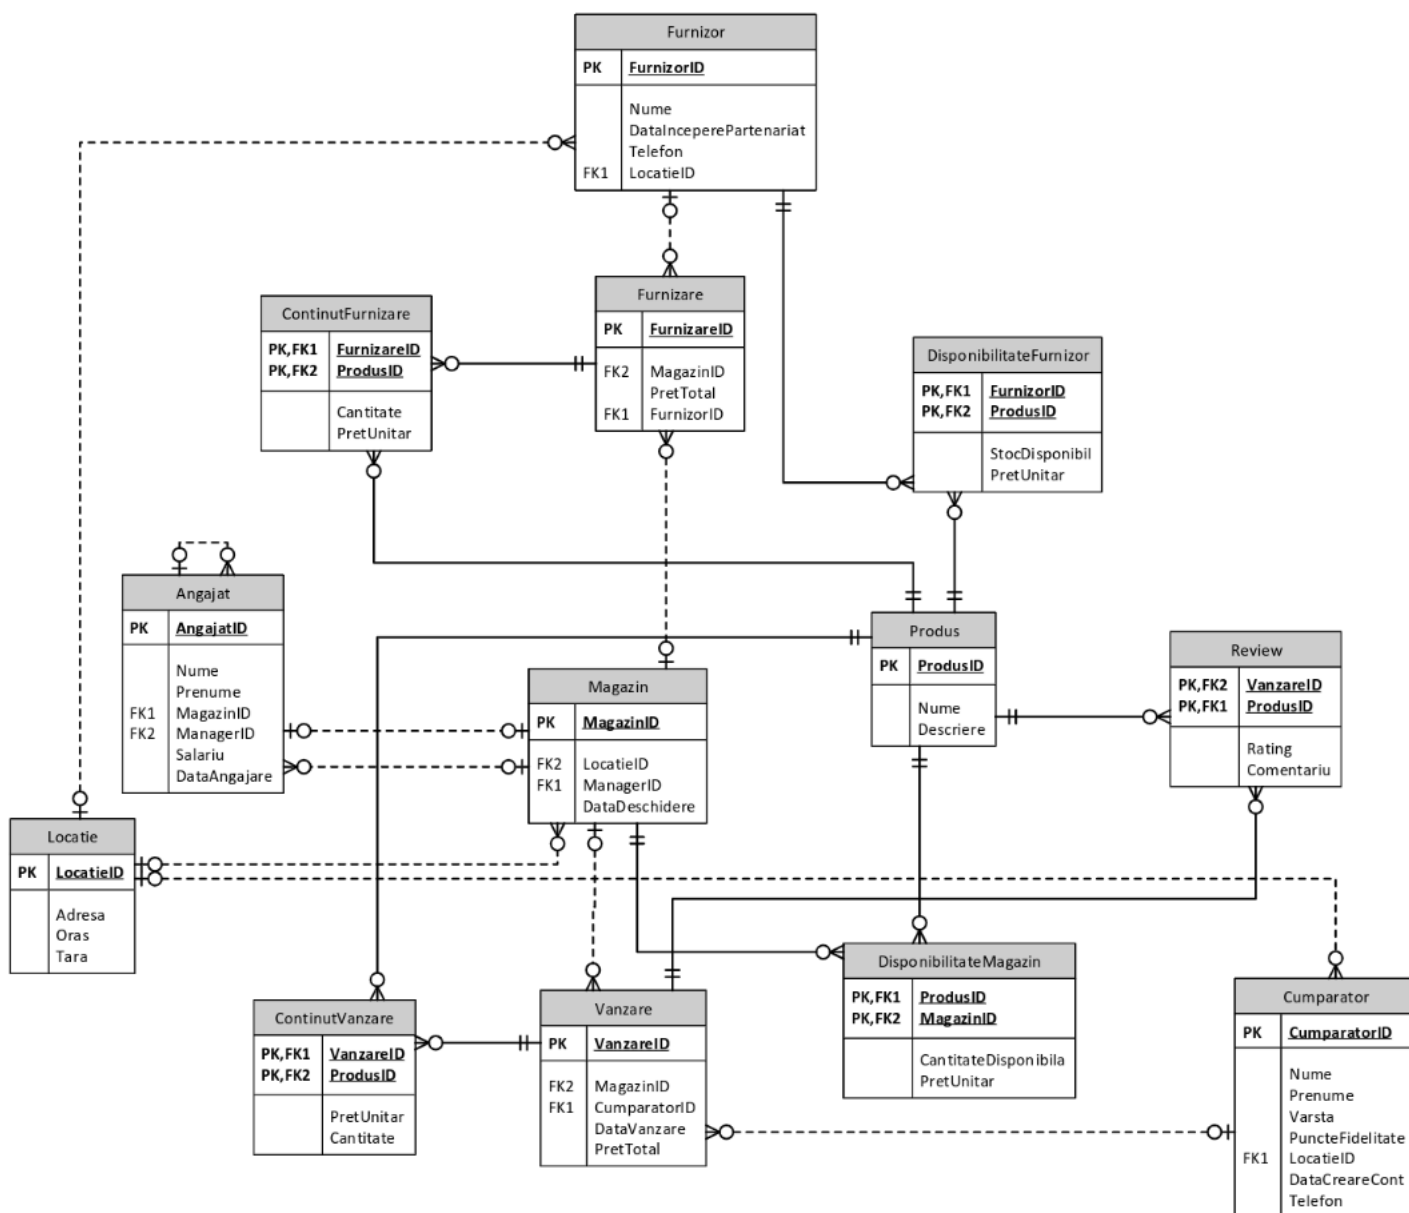 Furnizor
PK FurnizorID
Nume
DataIncepereParteneriat
Telefon
FK1 LocatieID
Furnizare
PK FurnizareID
FK2 MagazinID
PretTotal
FK1 FurnizorID
ContinutFurnizare
PK,FK1 FurnizareID
PK,FK2 ProdusID
Cantitate
PretUnitar
DisponibilitateFurnizor
PK,FK1 FurnizorID
PK,FK2 ProdusID
StocDisponibil
PretUnitar
Angajat
PK AngajatID
Nume
Prenume
FK1 MagazinID
FK2 ManagerID
Salariu
DataAngajare
Magazin
PK MagazinID
FK2 LocatieID
FK1 ManagerID
DataDeschidere
Produs
PK ProdusID
Nume
Descriere
Review
PK,FK2 VanzareID
PK,FK1 ProdusID
Rating
Comentariu
Locatie
PK LocatieID
Adresa
Oras
Tara
ContinutVanzare
PK,FK1 VanzareID
PK,FK2 ProdusID
PretUnitar
Cantitate
Vanzare
PK VanzareID
FK2 MagazinID
FK1 CumparatorID
DataVanzare
PretTotal
DisponibilitateMagazin
PK,FK1 ProdusID
PK,FK2 MagazinID
CantitateDisponibila
PretUnitar
Cumparator
PK CumparatorID
Nume
Prenume
Varsta
PuncteFidelitate
FK1 LocatieID
DataCreareCont
Telefon